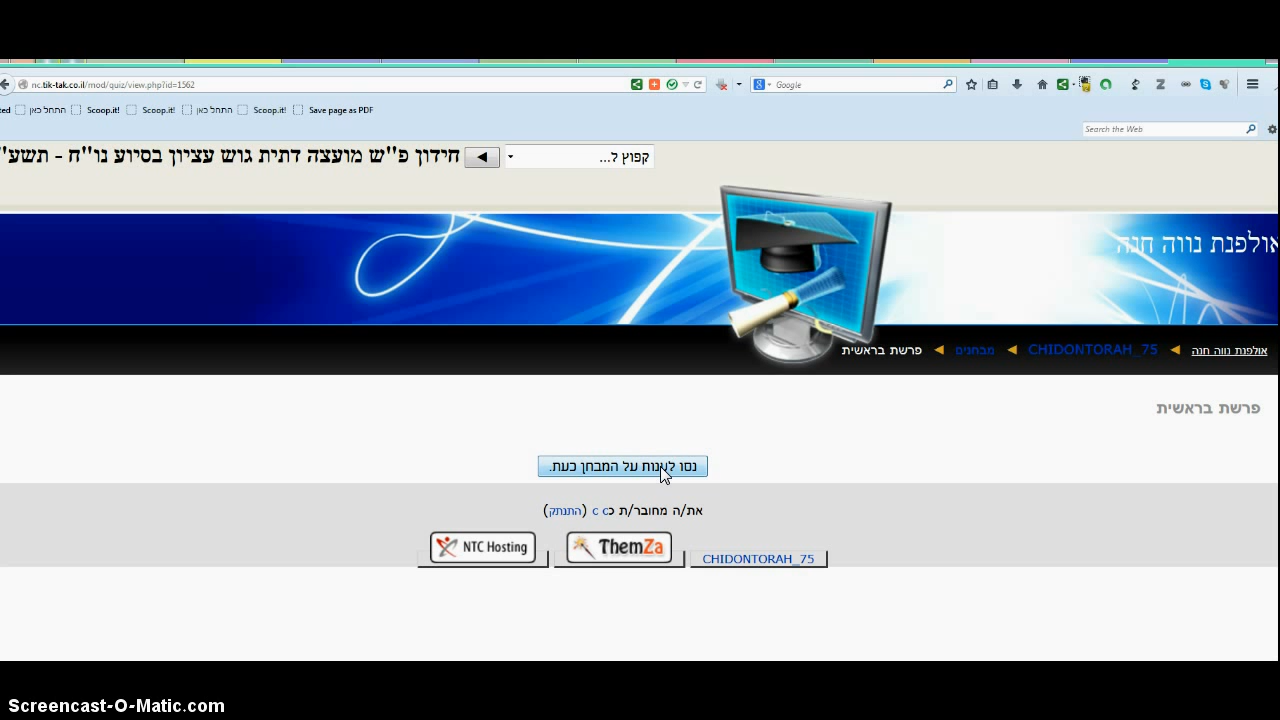 nc.tik-tak.co.il/mod/quiz/view.php?id=1562
Google
ted התחל כאן Scoop.it! Scoop.it! התחל כאן Scoop.it! Save page as PDF
Search the Web
חידון פ"ש מועצה דתית גוש עציון בסיוע נו"ח - תשע" קפוץ ל...
אולפנת נווה חנה
אולפנת נווה חנה ◄ CHIDONTORAH_75 ◄ מבחנים ◄ פרשת בראשית
פרשת בראשית
נסו לענות על המבחן כעת.
את/ה מחובר/ת כc c (התנתק)
NTC Hosting ThemZa CHIDONTORAH_75
Screencast-O-Matic.com